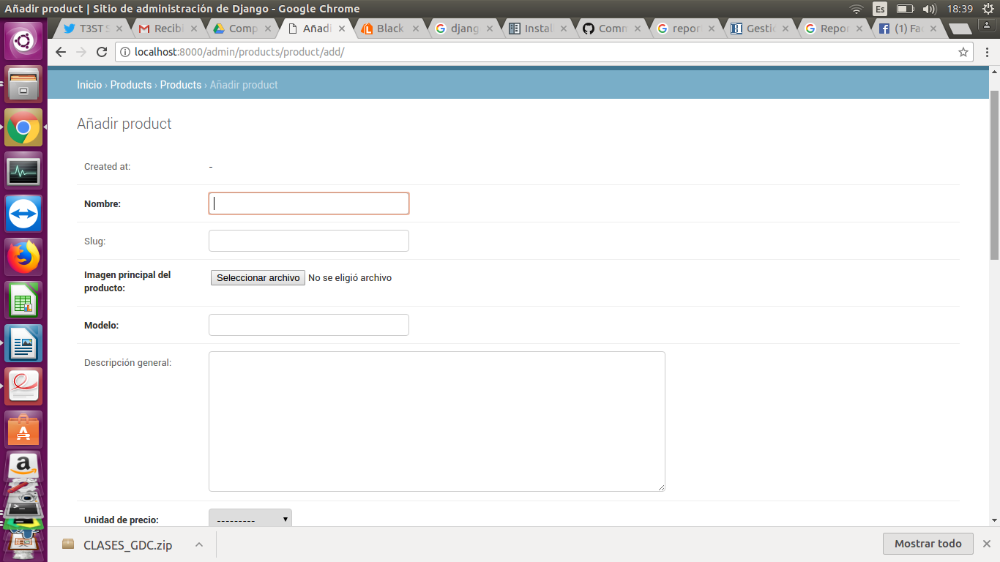 Añadir product | Sitio de administración de Django - Google Chrome
Es
18:39
T3ST S
Recibi
Comp
Añadi
Black
djang
Instal
Comm
repor
Gesti
Repor
(1) Fa
localhost:8000/admin/products/product/add/
Inicio › Products › Products › Añadir product
Añadir product
Created at:
-
Nombre:
Slug:
Imagen principal del
producto:
Seleccionar archivo No se eligió archivo
Modelo:
Descripción general:
Unidad de precio:
---------
CLASES_GDC.zip
Mostrar todo